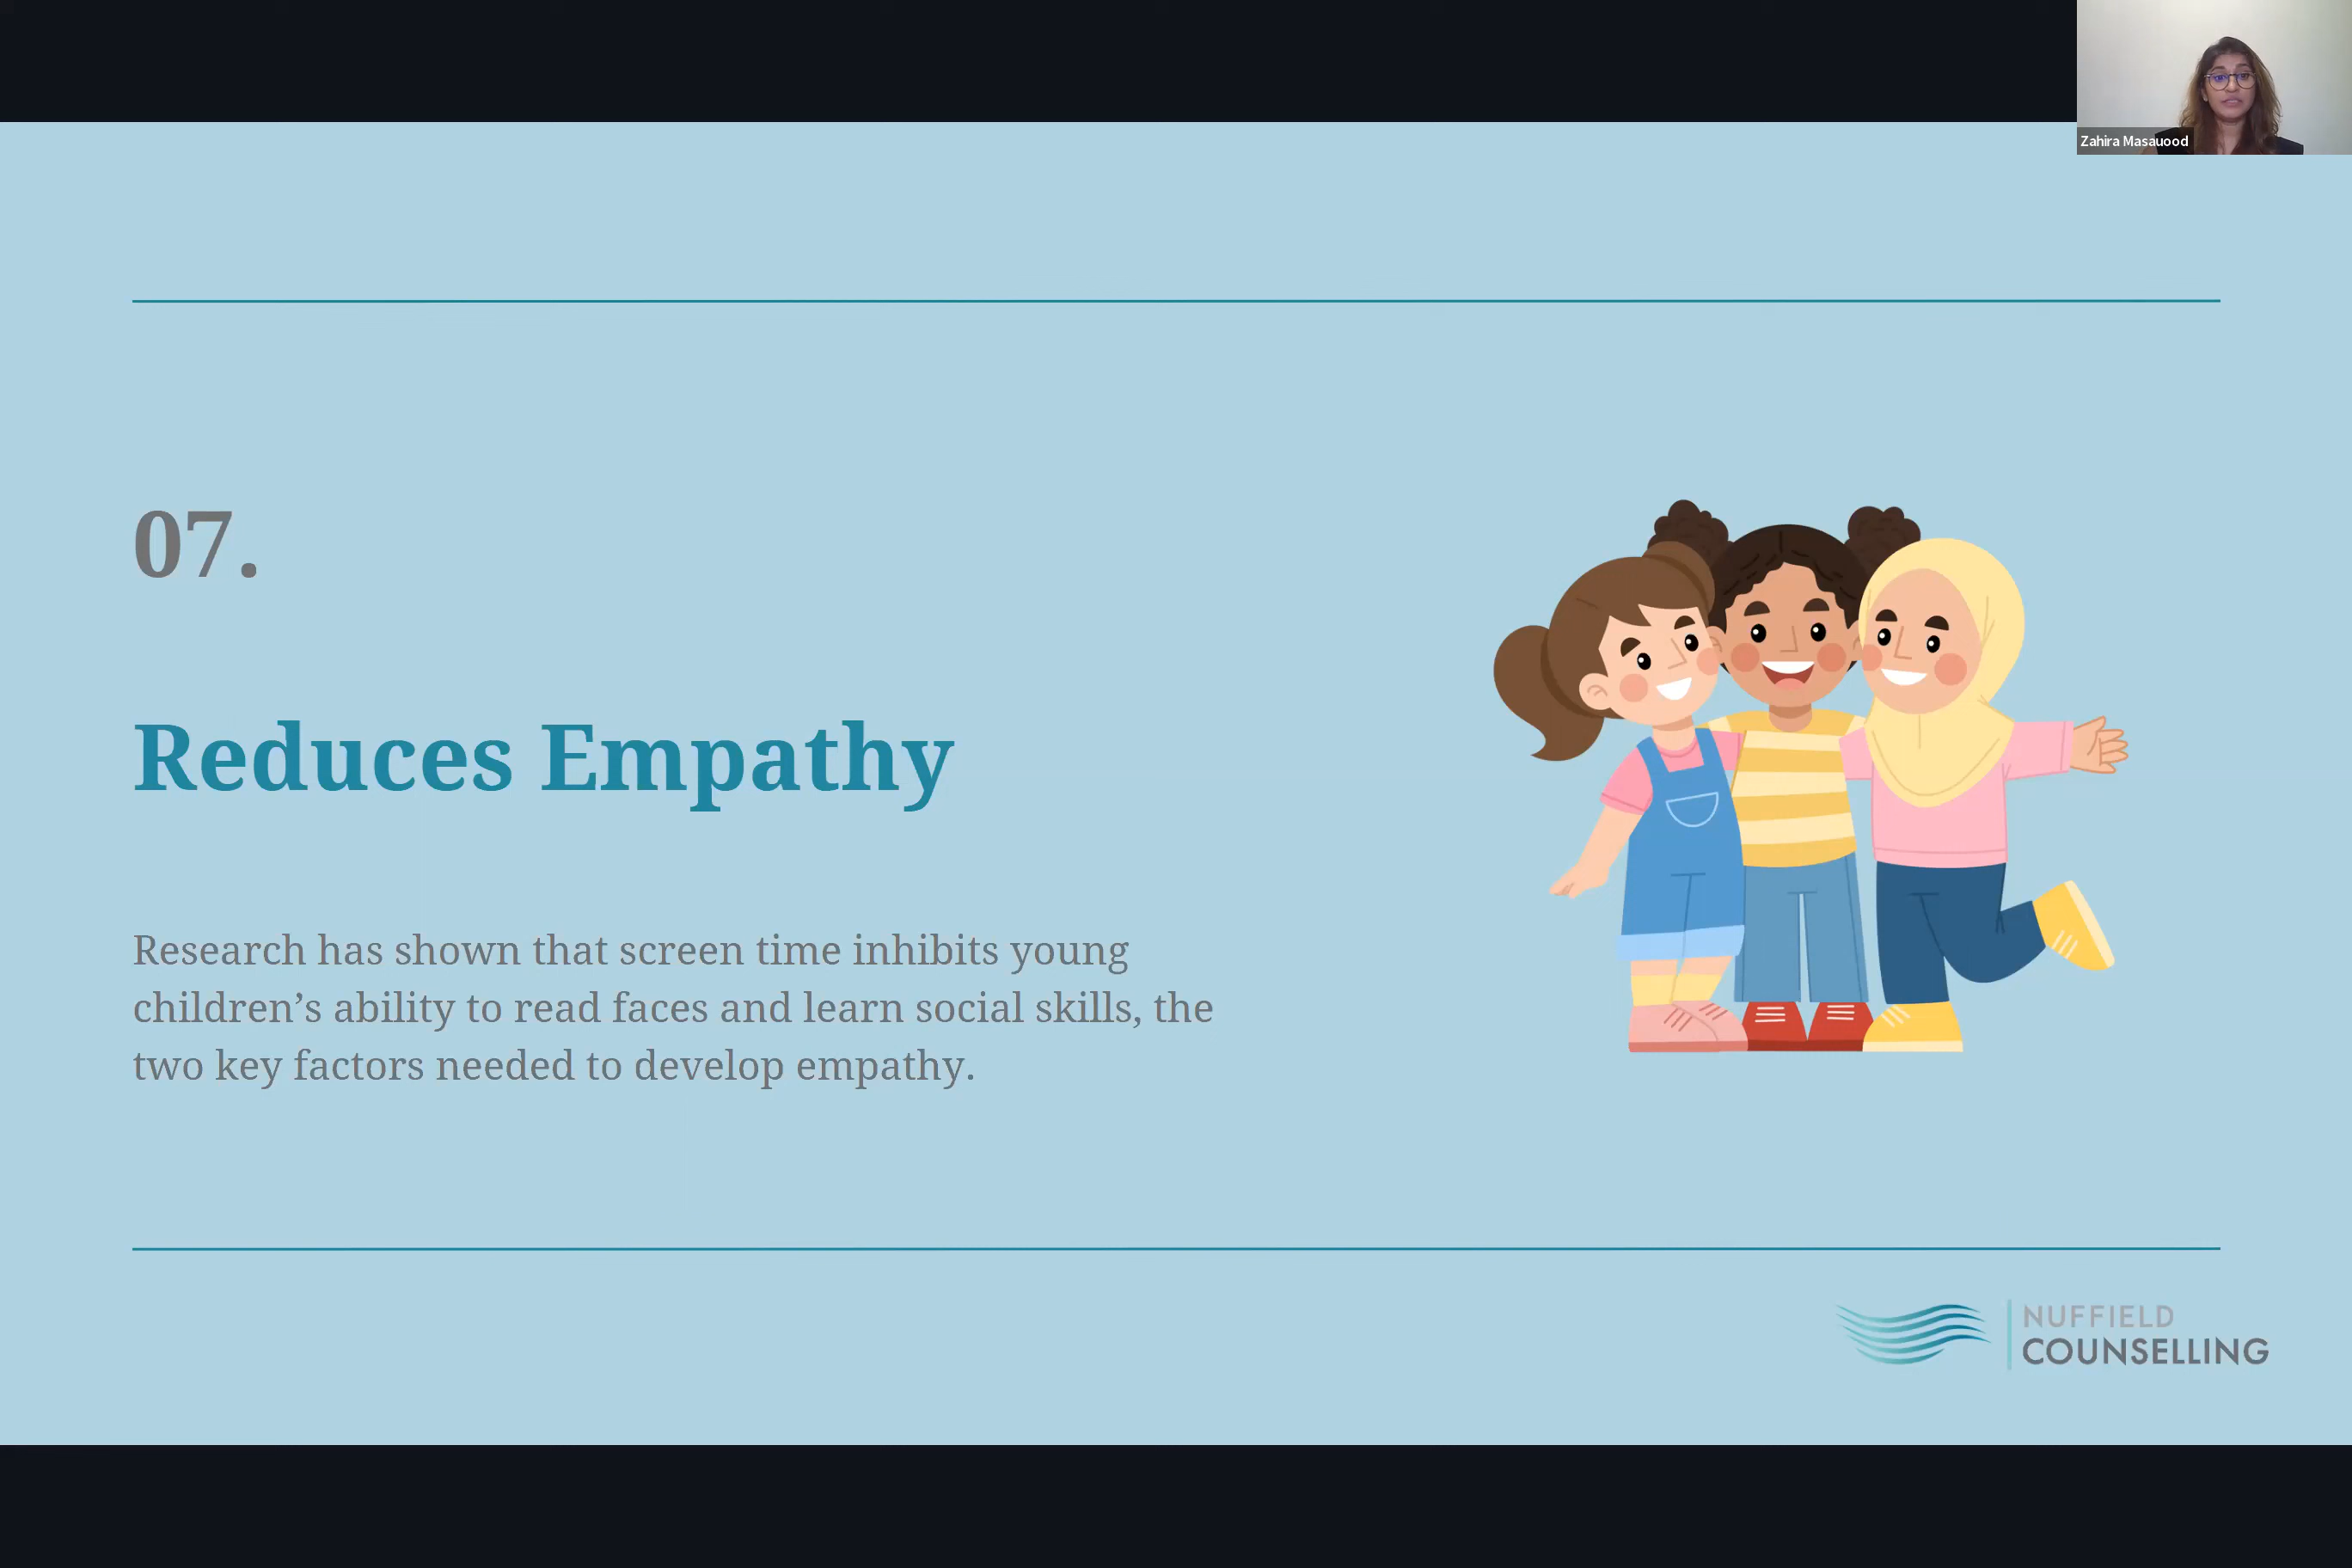 Zahira Masauood
07.
Reduces Empathy
Research has shown that screen time inhibits young
children’s ability to read faces and learn social skills, the
two key factors needed to develop empathy.
NUFFIELD
COUNSELLING